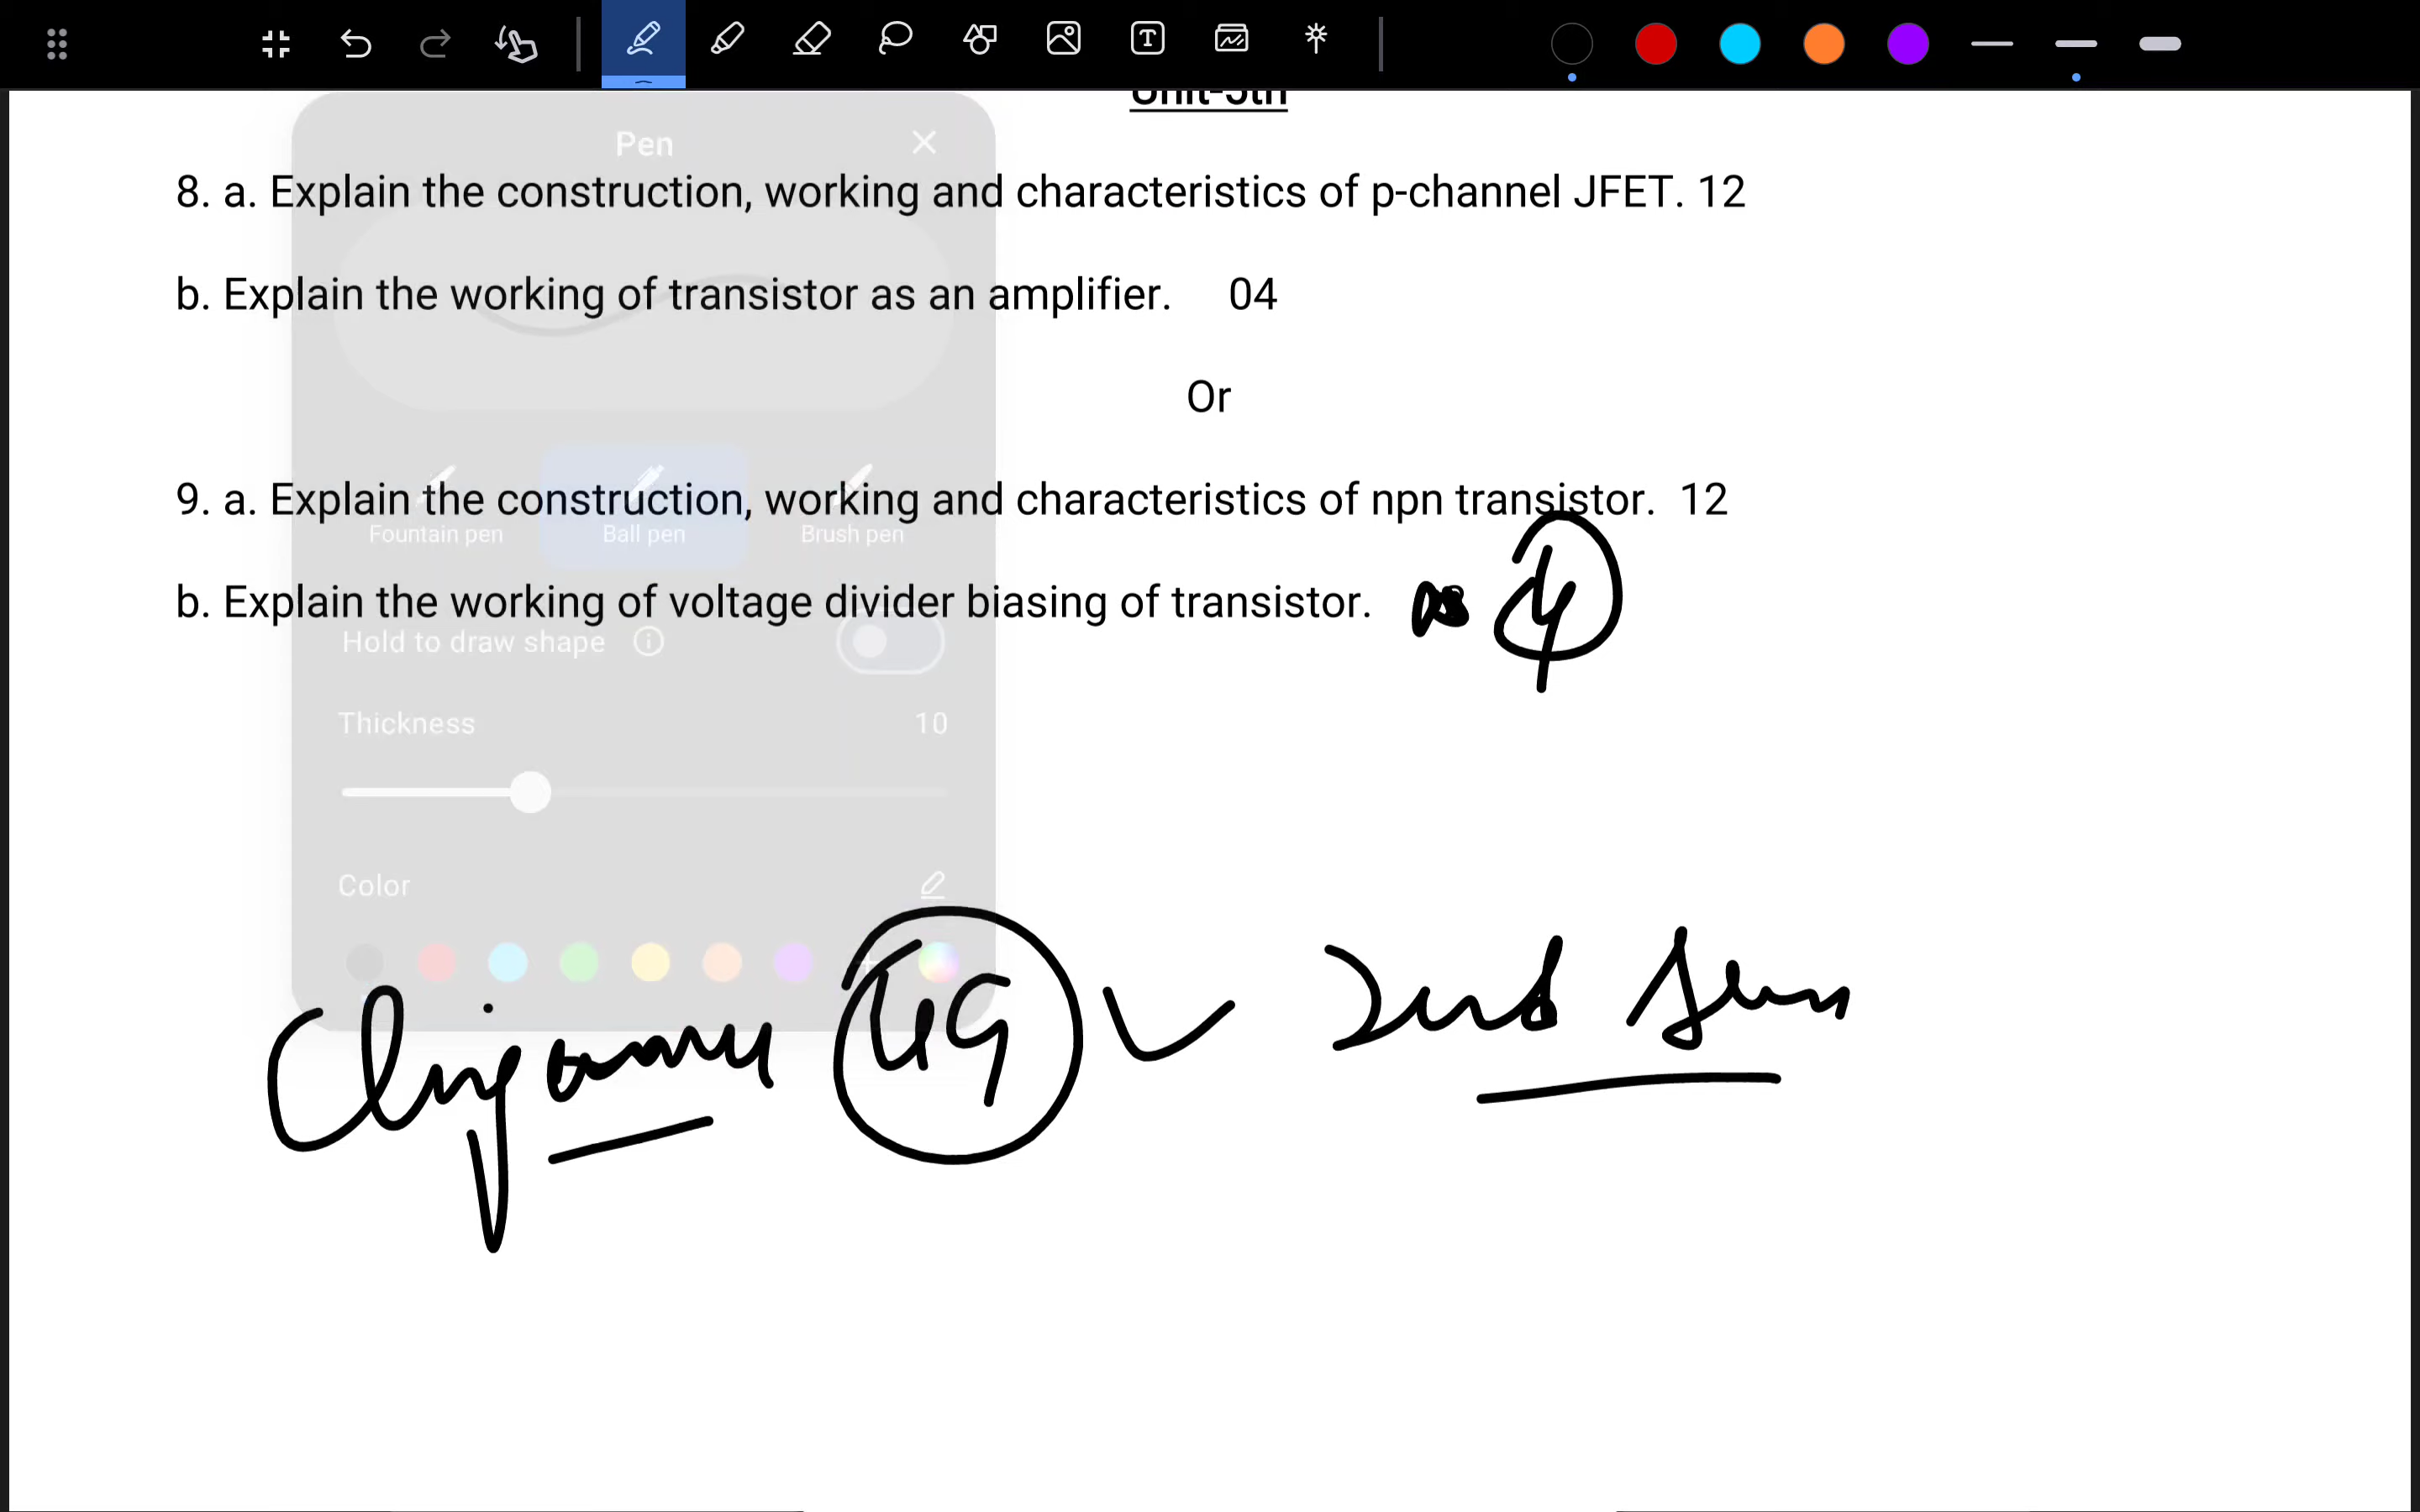 Unit-5th
Pen
8. a. Explain the construction, working and characteristics of p-channel JFET. 12
b. Explain the working of transistor as an amplifier. 04
Or
9. a. Explain the construction, working and characteristics of npn transistor. 12
Fountain pen Ball pen Brush pen
b. Explain the working of voltage divider biasing of transistor. 4
Hold to draw shape
Thickness 10
Color
UG 2nd Sem